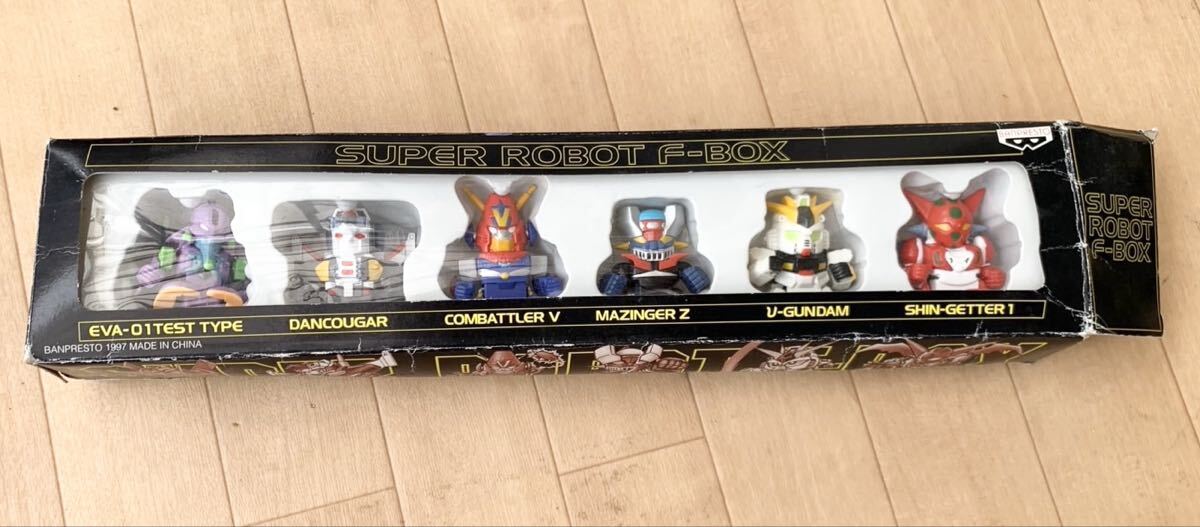 SUPER ROBOT F-BOX
BANPRESTO
EVA-01TEST TYPE
DANCOUGAR
COMBATTLER V
MAZINGER Z
ν-GUNDAM
SHIN-GETTER 1
BANPRESTO 1997 MADE IN CHINA
SUPER
ROBOT
F-BOX